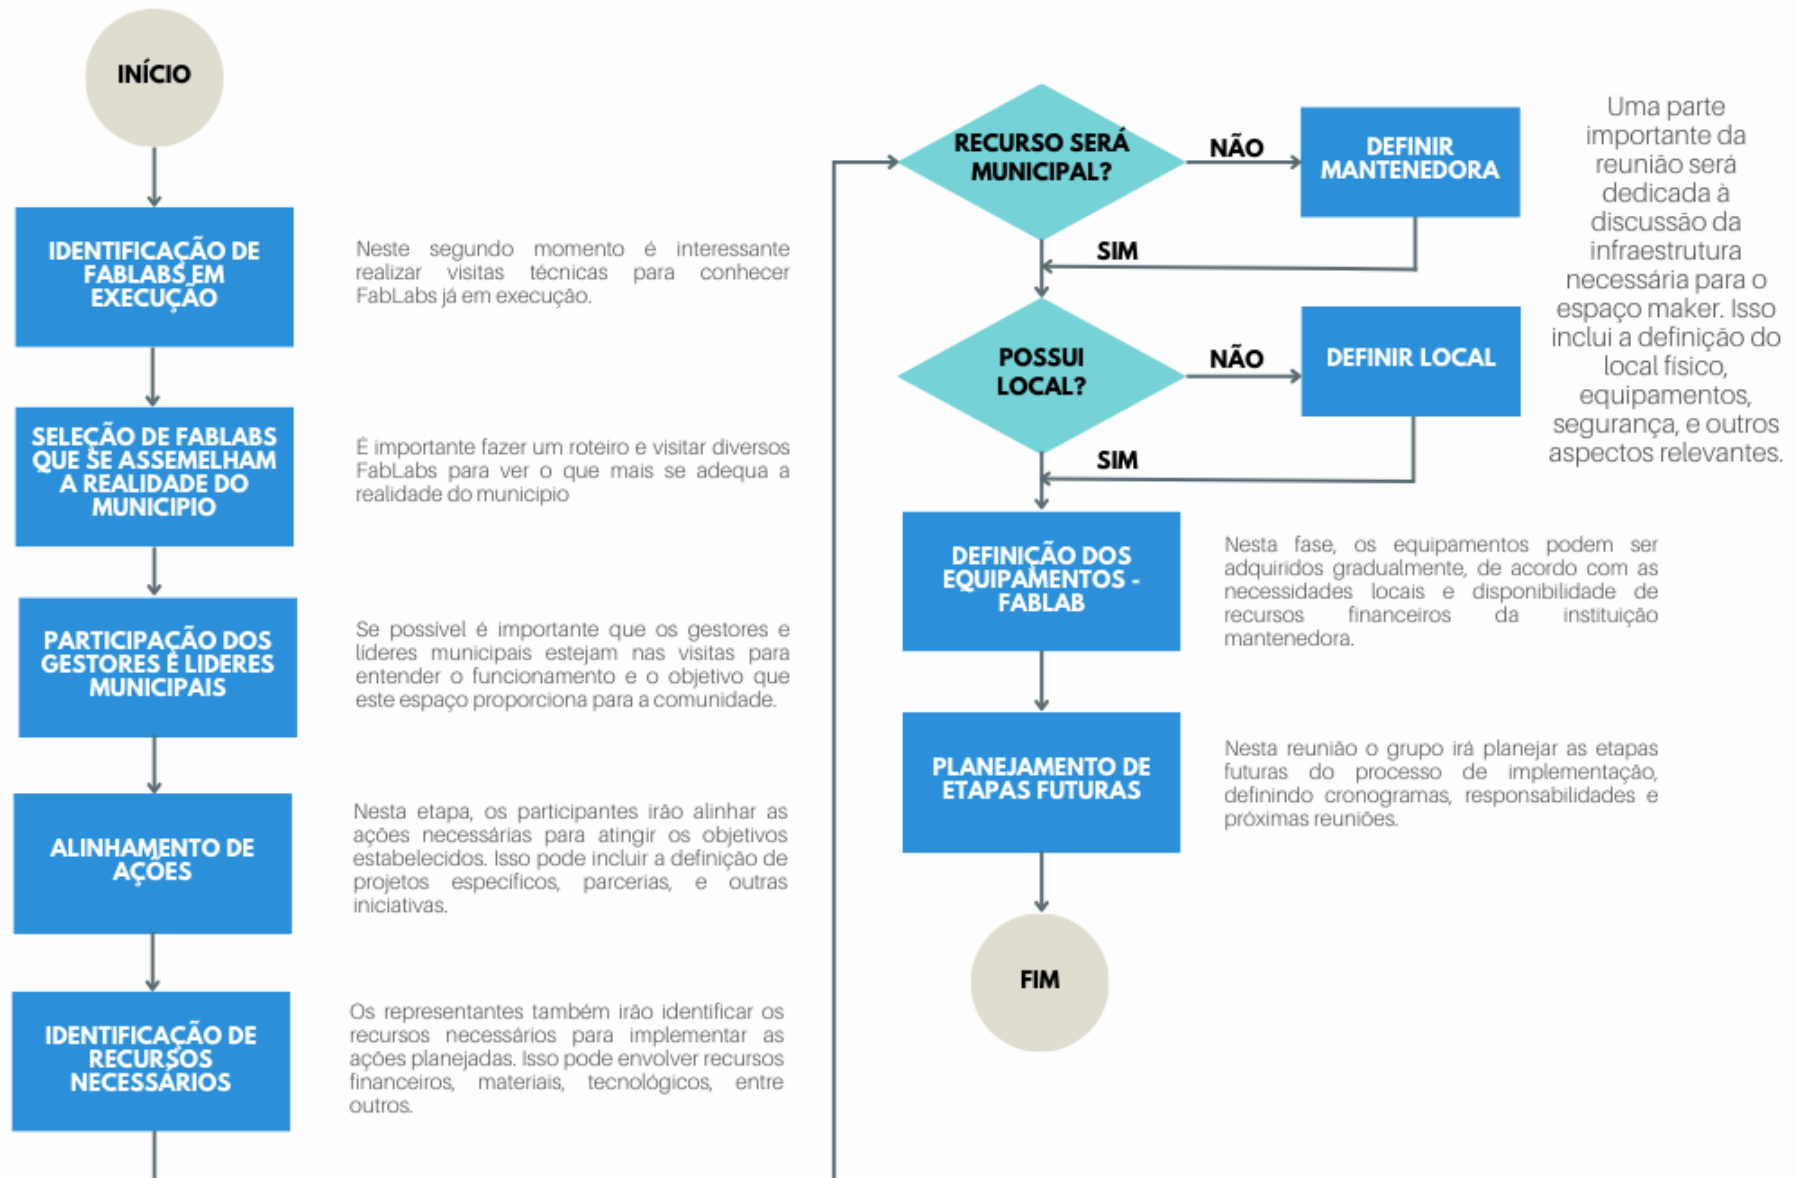 INÍCIO
IDENTIFICAÇÃO DE
FABLABS EM
EXECUÇÃO
Neste segundo momento é interessante
realizar visitas técnicas para conhecer
FabLabs já em execução.
SELEÇÃO DE FABLABS
QUE SE ASSEMELHAM
A REALIDADE DO
MUNICIPIO
É importante fazer um roteiro e visitar diversos
FabLabs para ver o que mais se adequa a
realidade do municipio
PARTICIPAÇÃO DOS
GESTORES E LIDERES
MUNICIPAIS
Se possivel é importante que os gestores e
lideres municipais estejam nas visitas para
entender o funcionamento e o objetivo que
este espaço proporciona para a comunidade.
ALINHAMENTO DE
AÇÕES
Nesta etapa, os participantes irão alinhar as
ações necessárias para atingir os objetivos
estabelecidos. Isso pode incluir a definição de
projetos específicos, parcerias, e outras
iniciativas.
IDENTIFICAÇÃO DE
RECURSOS
NECESSÁRIOS
Os representantes também irão identificar os
recursos necessários para implementar as
ações planejadas. Isso pode envolver recursos
financeiros, materiais, tecnológicos, entre
outros.
RECURSO SERÁ
MUNICIPAL?
NÃO
DEFINIR
MANTENEDORA
SIM
POSSUI
LOCAL?
NÃO
DEFINIR LOCAL
SIM
Uma parte
importante da
reunião será
dedicada à
discussão da
infraestrutura
necessária para o
espaço maker. Isso
inclui a definição do
local físico,
equipamentos,
segurança, e outros
aspectos relevantes.
DEFINIÇÃO DOS
EQUIPAMENTOS -
FABLAB
Nesta fase, os equipamentos podem ser
adquiridos gradualmente, de acordo com as
necessidades locais e disponibilidade de
recursos financeiros da instituição
mantenedora.
PLANEJAMENTO DE
ETAPAS FUTURAS
Nesta reunião o grupo irá planejar as etapas
futuras do processo de implementação,
definindo cronogramas, responsabilidades e
próximas reuniões.
FIM